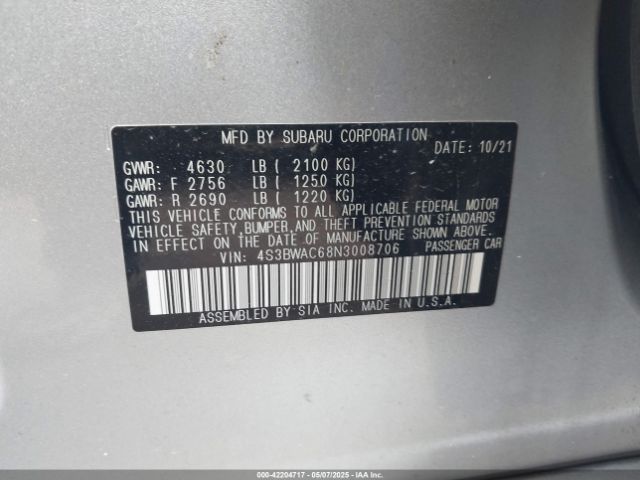 MFD BY SUBARU CORPORATION
DATE: 10/21
GVWR: 4630 LB ( 2100 KG)
GAWR: F 2756 LB ( 1250 KG)
GAWR: R 2690 LB ( 1220 KG)
THIS VEHICLE CONFORMS TO ALL APPLICABLE FEDERAL MOTOR
VEHICLE SAFETY, BUMPER, AND THEFT PREVENTION STANDARDS
IN EFFECT ON THE DATE OF MANUFACTURE SHOWN ABOVE.
VIN: 4S3BWAC68N3008706 PASSENGER CAR
ASSEMBLED BY SIA INC. MADE IN U.S.A.
000-42204717 - 05/07/2025 - IAAI.COM